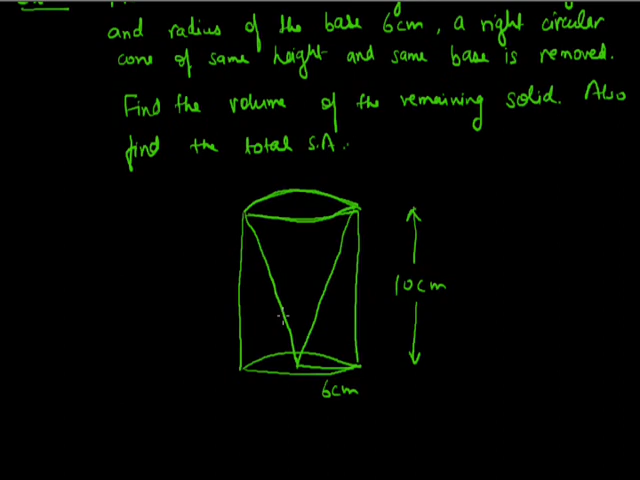 and radius of the base 6cm, a right circular
cone of same height and same base is removed.
Find the volume of the remaining solid. Also
find the total S.A.
10cm
6cm